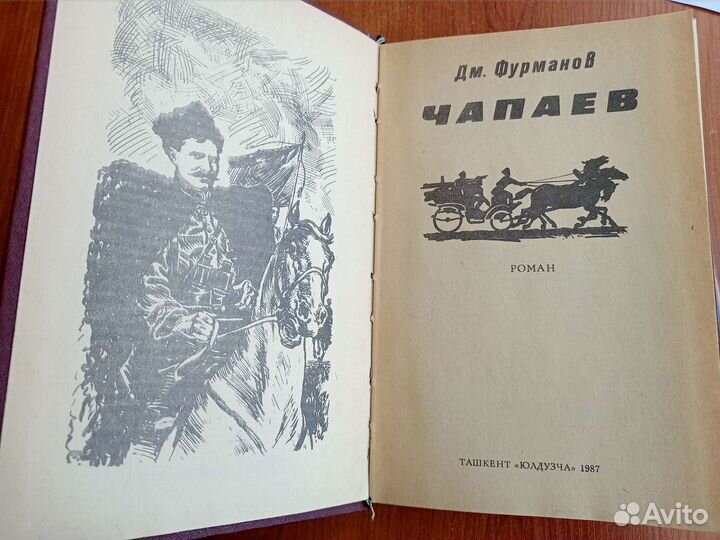 Дм. Фурманов
ЧАПАЕВ
РОМАН
ТАШКЕНТ «ЮЛДУЗЧА» 1987
Avito